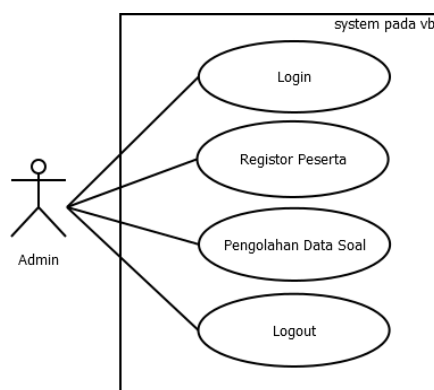 system pada vb
Login
Registor Peserta
Pengolahan Data Soal
Admin
Logout